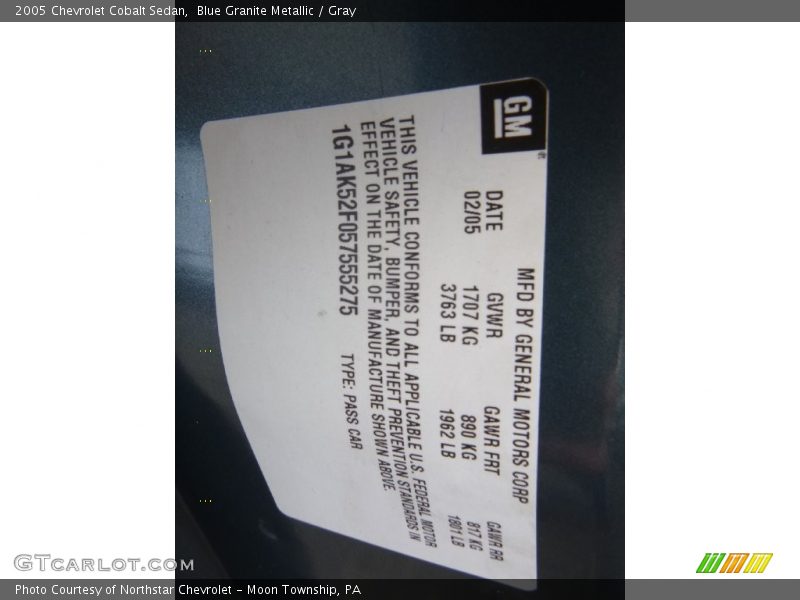 2005 Chevrolet Cobalt Sedan, Blue Granite Metallic / Gray
GM
MFD BY GENERAL MOTORS CORP
DATE GVWR GAWR FRT GAWR RR
02/05 1707 KG 890 KG 817 KG
3763 LB 1962 LB 1801 LB
THIS VEHICLE CONFORMS TO ALL APPLICABLE U.S. FEDERAL MOTOR
VEHICLE SAFETY, BUMPER, AND THEFT PREVENTION STANDARDS IN
EFFECT ON THE DATE OF MANUFACTURE SHOWN ABOVE.
1G1AK52F057555275 TYPE: PASS CAR
GTcarlot.com
Photo Courtesy of Northstar Chevrolet - Moon Township, PA